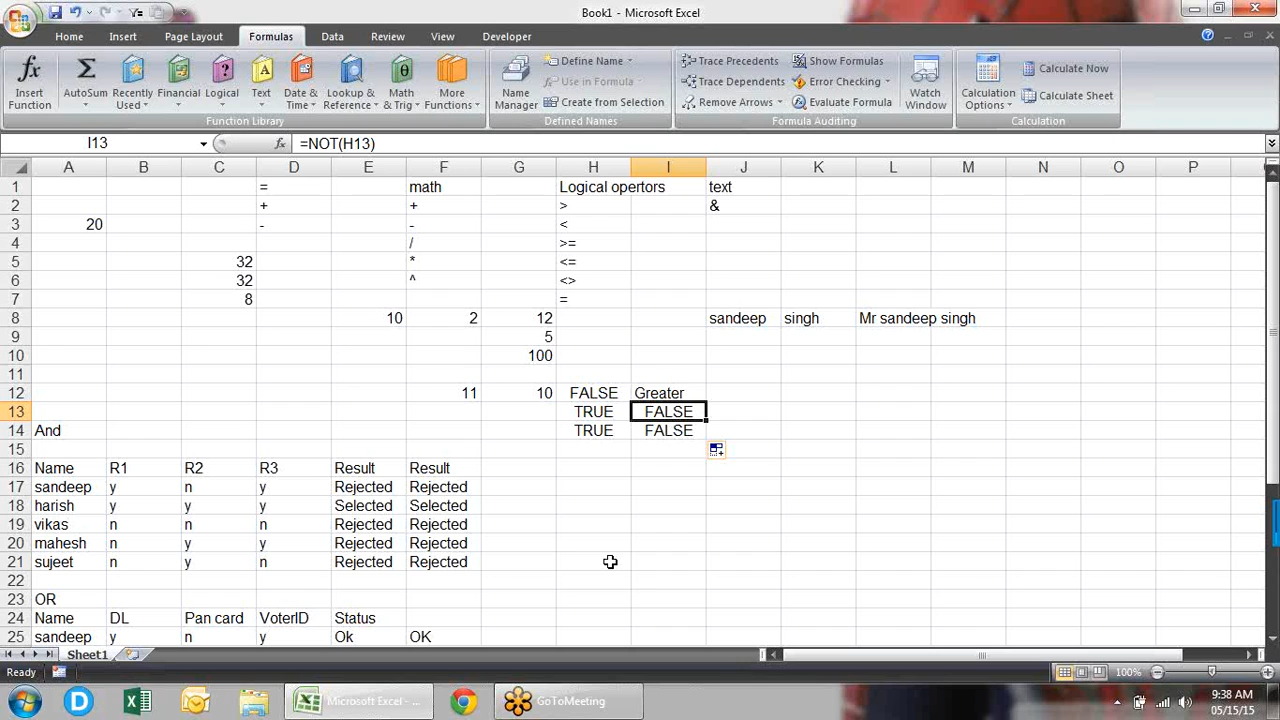 Book1 - Microsoft Excel
Home Insert Page Layout Formulas Data Review View Developer
Insert Function
AutoSum
Recently Used
Financial
Logical
Text
Date & Time
Lookup & Reference
Math & Trig
More Functions
Function Library
Name Manager
Define Name
Use in Formula
Create from Selection
Defined Names
Trace Precedents
Trace Dependents
Remove Arrows
Show Formulas
Error Checking
Evaluate Formula
Formula Auditing
Watch Window
Calculation Options
Calculate Now
Calculate Sheet
Calculation
I13 fx =NOT(H13)
A B C D E F G H I J K L M N O P
1 = math Logical opertors text
2 + + > &
3 20 - - <
4 / >=
5 32 * <=
6 32 ^ <>
7 8 =
8 10 2 12 sandeep singh Mr sandeep singh
9 5
10 100
11
12 11 10 FALSE Greater
13 TRUE FALSE
14 And TRUE FALSE
15
16 Name R1 R2 R3 Result Result
17 sandeep y n y Rejected Rejected
18 harish y y y Selected Selected
19 vikas n n n Rejected Rejected
20 mahesh n y y Rejected Rejected
21 sujeet n y n Rejected Rejected
22
23 OR
24 Name DL Pan card VoterID Status
25 sandeep y n y Ok OK
Sheet1
Ready 100%
Microsoft Excel - ... GoToMeeting
9:38 AM
05/15/15